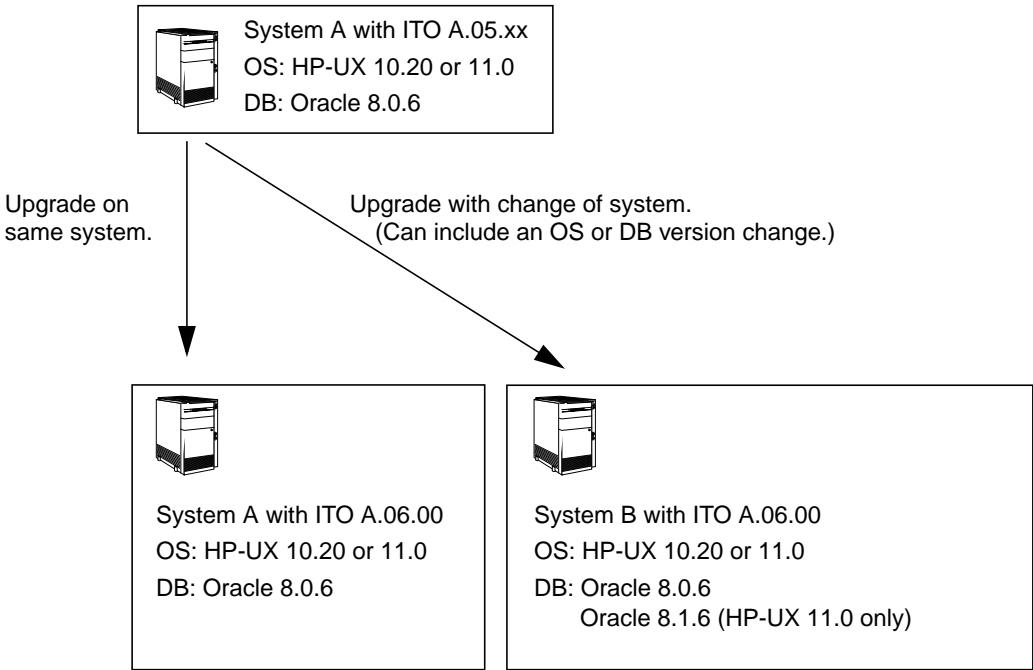 System A with ITO A.05.xx
OS: HP-UX 10.20 or 11.0
DB: Oracle 8.0.6
Upgrade on
same system.
Upgrade with change of system.
(Can include an OS or DB version change.)
System A with ITO A.06.00
OS: HP-UX 10.20 or 11.0
DB: Oracle 8.0.6
System B with ITO A.06.00
OS: HP-UX 10.20 or 11.0
DB: Oracle 8.0.6
Oracle 8.1.6 (HP-UX 11.0 only)